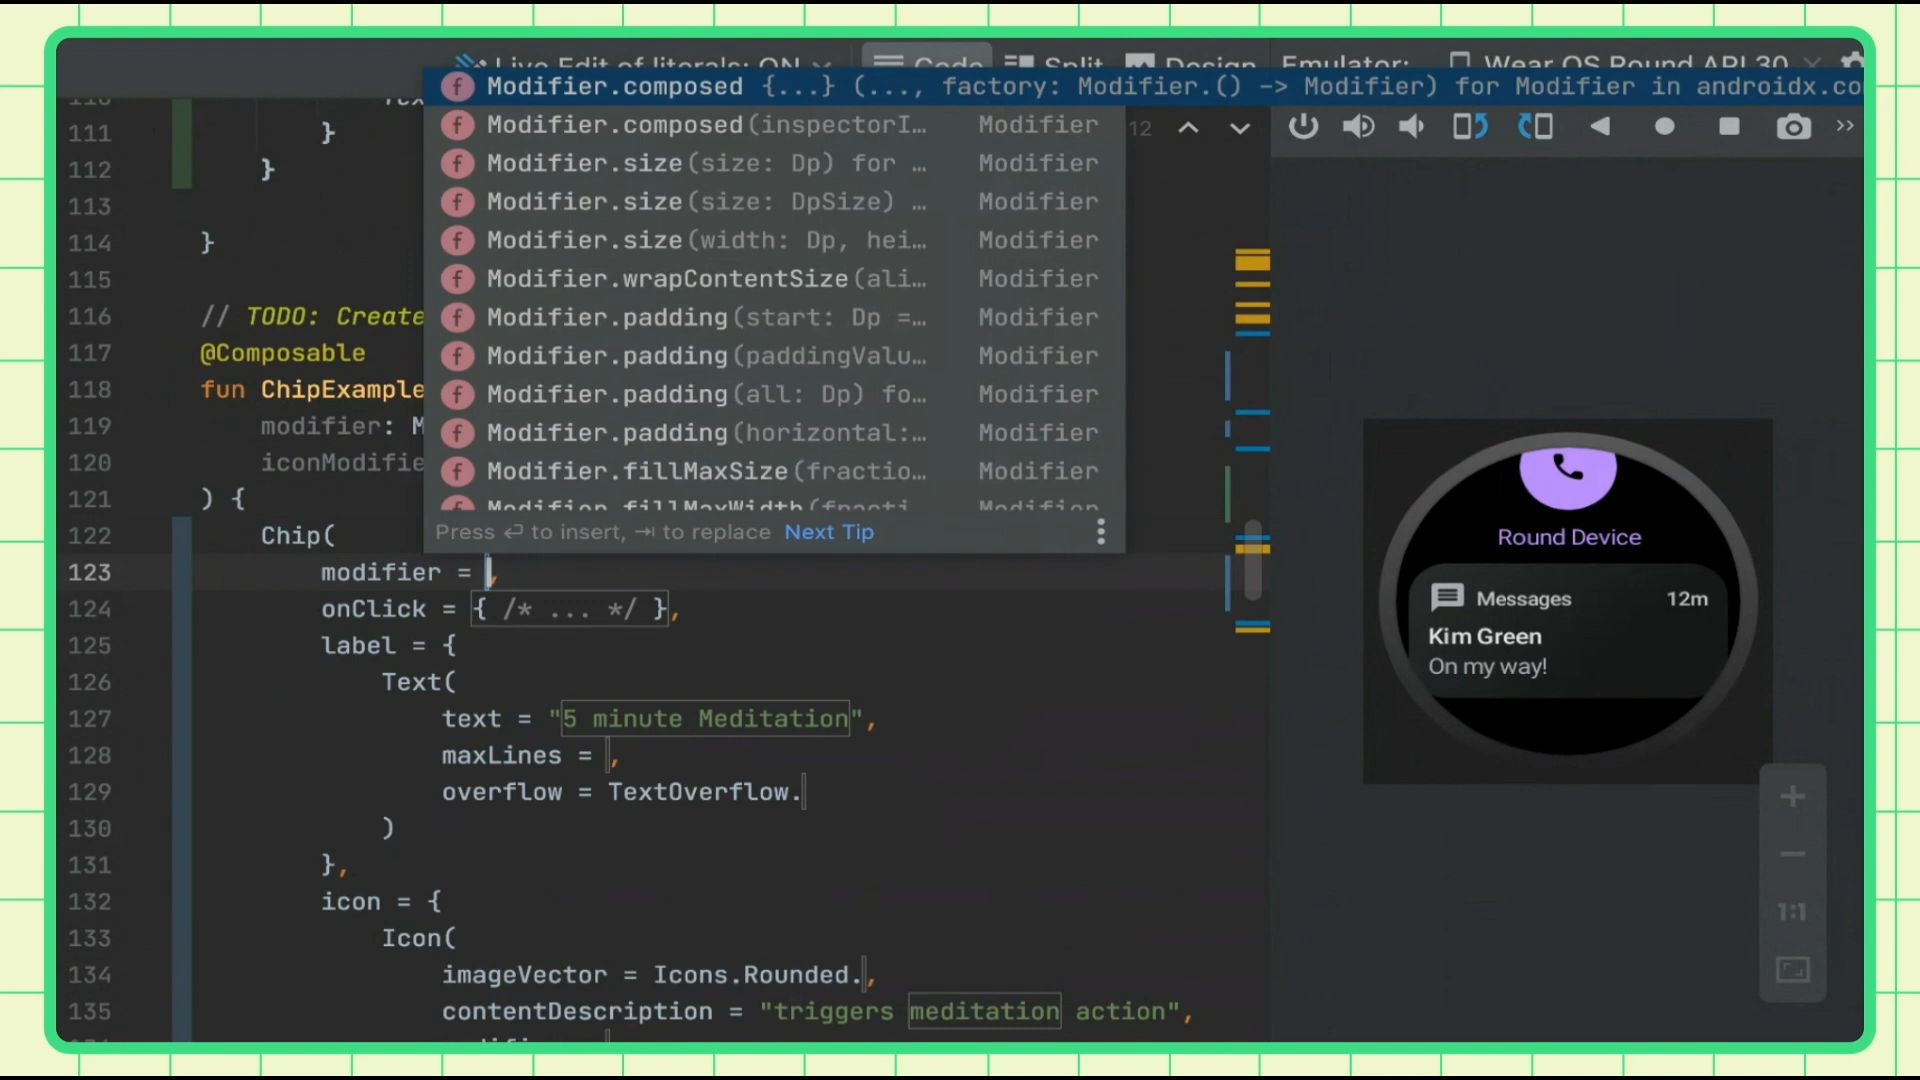 Live Edit of literals: ON
Code
Split
Design
Emulator:
Wear OS Round API 30
f Modifier.composed {...} (..., factory: Modifier.() -> Modifier) for Modifier in androidx.co
f Modifier.composed(inspectorI… Modifier
12
f Modifier.size(size: Dp) for … Modifier
f Modifier.size(size: DpSize) … Modifier
f Modifier.size(width: Dp, hei… Modifier
f Modifier.wrapContentSize(ali… Modifier
f Modifier.padding(start: Dp =… Modifier
f Modifier.padding(paddingValu… Modifier
f Modifier.padding(all: Dp) fo… Modifier
f Modifier.padding(horizontal:… Modifier
f Modifier.fillMaxSize(fractio… Modifier
f Modifier.fillMaxWidth(fracti Modifier
Press ↵ to insert, ⇥ to replace Next Tip
110 Tex
111 }
112 }
113
114 }
115
116 // TODO: Create
117 @Composable
118 fun ChipExample
119 modifier: M
120 iconModifie
121 ) {
122 Chip(
123 modifier = ,
124 onClick = { /* ... */ },
125 label = {
126 Text(
127 text = "5 minute Meditation",
128 maxLines = ,
129 overflow = TextOverflow.
130 )
131 },
132 icon = {
133 Icon(
134 imageVector = Icons.Rounded.,
135 contentDescription = "triggers meditation action",
Round Device
Messages 12m
Kim Green
On my way!
+
−
1:1